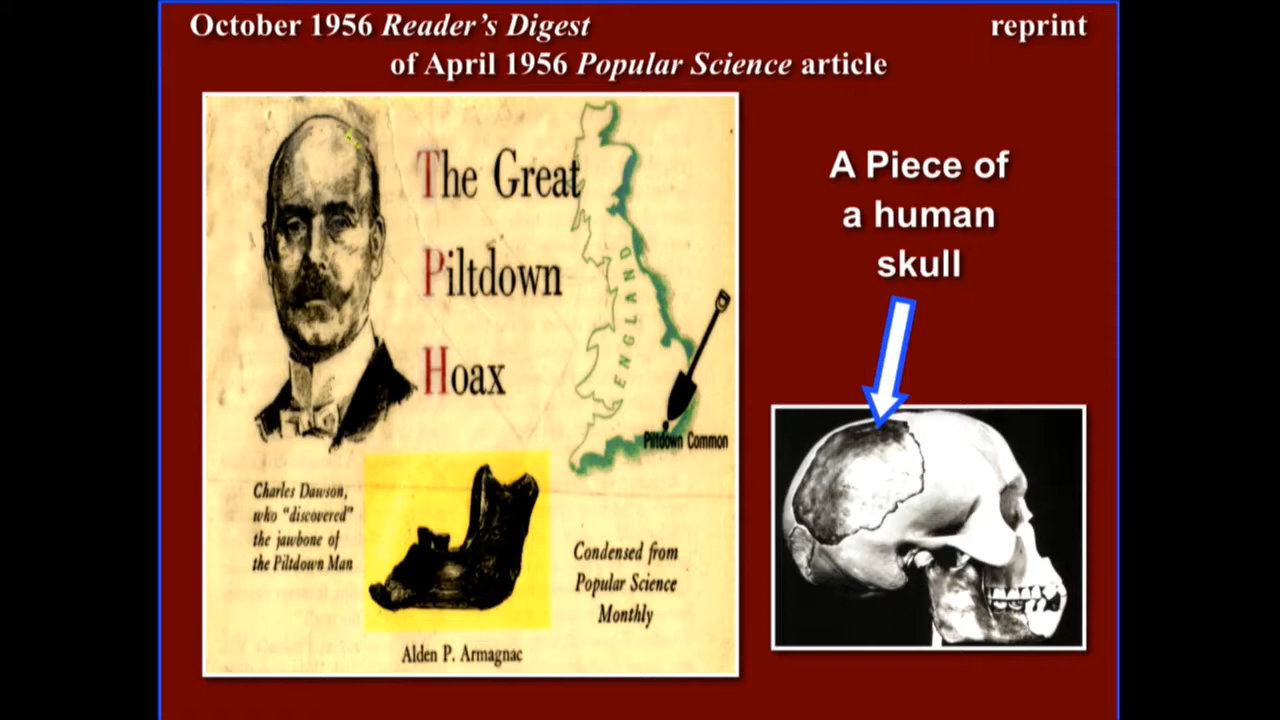 October 1956 Reader's Digest reprint
of April 1956 Popular Science article
The Great
Piltdown
Hoax
ENGLAND
Piltdown Common
Charles Dawson,
who "discovered"
the jawbone of
the Piltdown Man
Condensed from
Popular Science
Monthly
Alden P. Armagnac
A Piece of
a human
skull